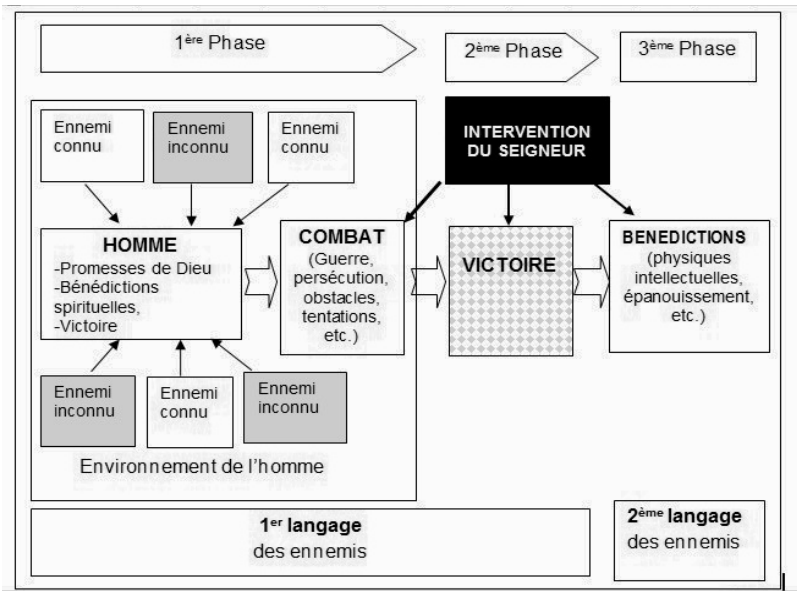 1ère Phase
2ème Phase
3ème Phase
Ennemi
connu
Ennemi
inconnu
Ennemi
connu
INTERVENTION
DU SEIGNEUR
HOMME
-Promesses de Dieu
-Bénédictions
spirituelles,
-Victoire
COMBAT
(Guerre,
persécution,
obstacles,
tentations,
etc.)
VICTOIRE
BENEDICTIONS
(physiques
intellectuelles,
épanouissement,
etc.)
Ennemi
inconnu
Ennemi
connu
Ennemi
inconnu
Environnement de l'homme
1er langage
des ennemis
2ème langage
des ennemis